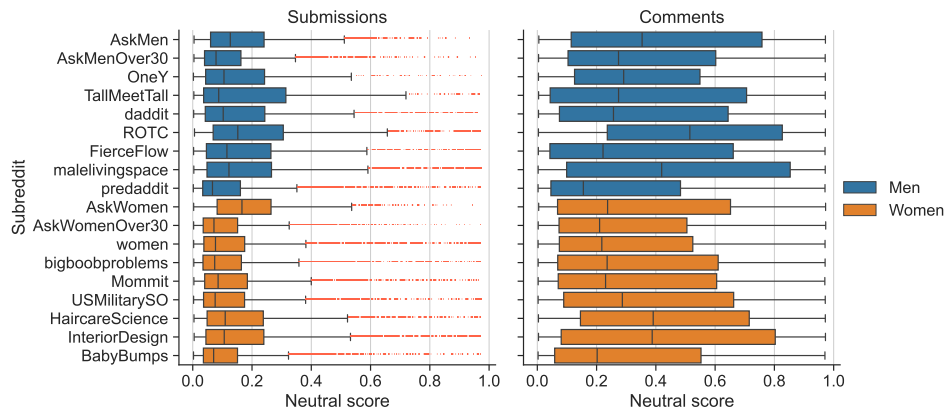 Submissions
Comments
Subreddit
AskMen
AskMenOver30
OneY
TallMeetTall
daddit
ROTC
FierceFlow
malelivingspace
predaddit
AskWomen
AskWomenOver30
women
bigboobproblems
Mommit
USMilitarySO
HaircareScience
InteriorDesign
BabyBumps
0.0 0.2 0.4 0.6 0.8 1.0
Neutral score
0.0 0.2 0.4 0.6 0.8 1.0
Neutral score
Men
Women